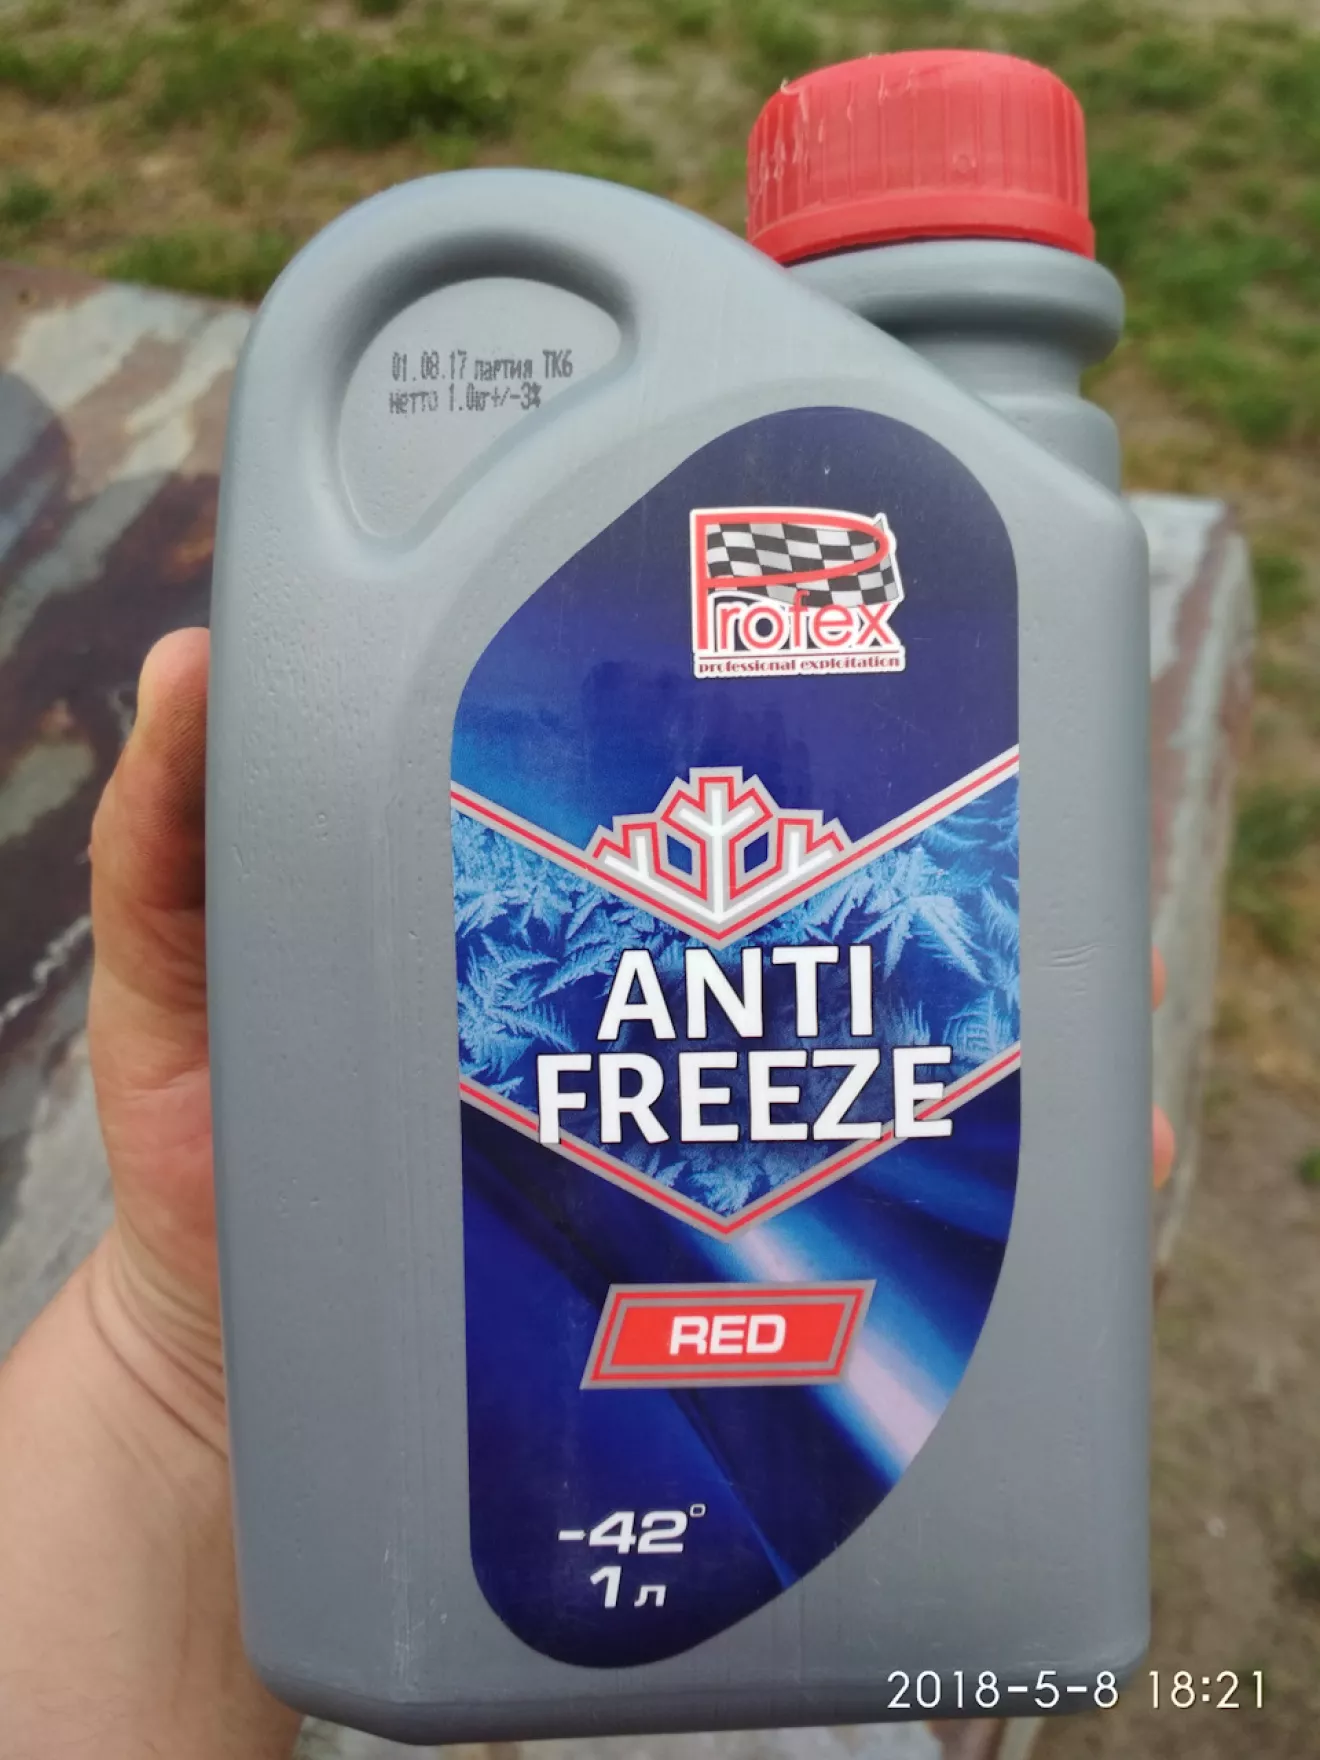 01.08.17 партия ТК6
нетто 1.0кг+/-3%
Profex
professional exploitation
ANTI
FREEZE
RED
-42°
1 л
2018-5-8 18:21